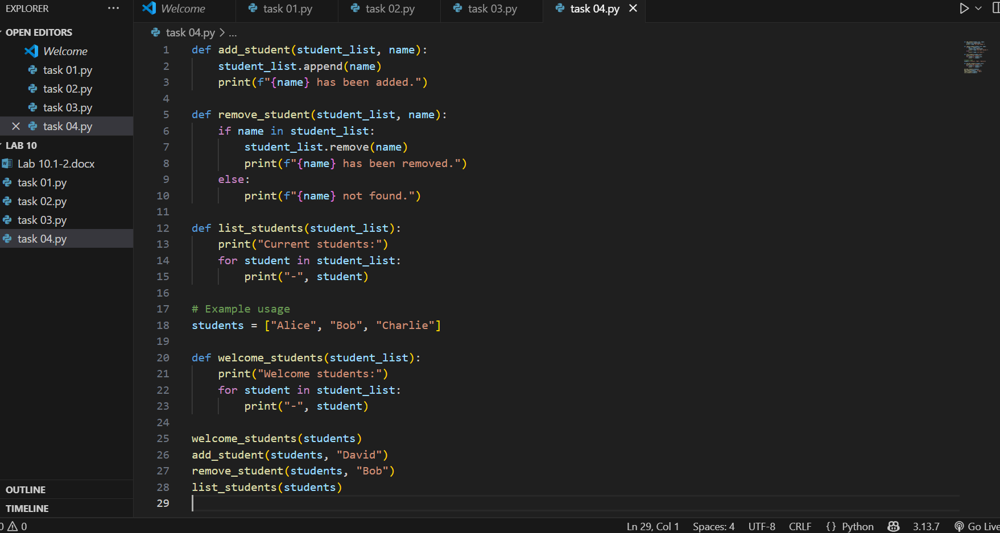 EXPLORER
OPEN EDITORS
Welcome
task 01.py
task 02.py
task 03.py
task 04.py
LAB 10
Lab 10.1-2.docx
task 01.py
task 02.py
task 03.py
task 04.py
OUTLINE
TIMELINE
Welcome task 01.py task 02.py task 03.py task 04.py
task 04.py > ...
1 def add_student(student_list, name):
2     student_list.append(name)
3     print(f"{name} has been added.")
4
5 def remove_student(student_list, name):
6     if name in student_list:
7         student_list.remove(name)
8         print(f"{name} has been removed.")
9     else:
10         print(f"{name} not found.")
11
12 def list_students(student_list):
13     print("Current students:")
14     for student in student_list:
15         print("-", student)
16
17 # Example usage
18 students = ["Alice", "Bob", "Charlie"]
19
20 def welcome_students(student_list):
21     print("Welcome students:")
22     for student in student_list:
23         print("-", student)
24
25 welcome_students(students)
26 add_student(students, "David")
27 remove_student(students, "Bob")
28 list_students(students)
29
0 0 Ln 29, Col 1 Spaces: 4 UTF-8 CRLF {} Python 3.13.7 Go Live